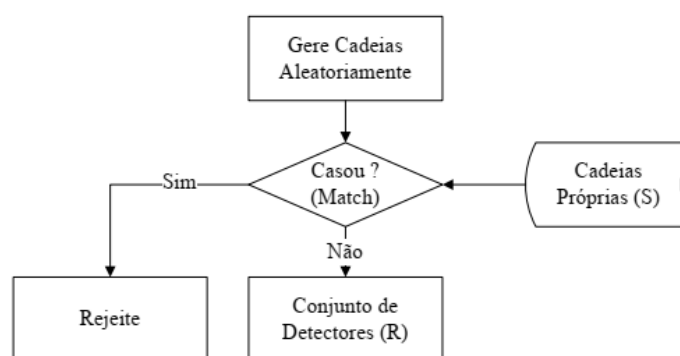 Gere Cadeias
Aleatoriamente
Casou ?
(Match)
Cadeias
Próprias (S)
Sim
Não
Rejeite
Conjunto de
Detectores (R)